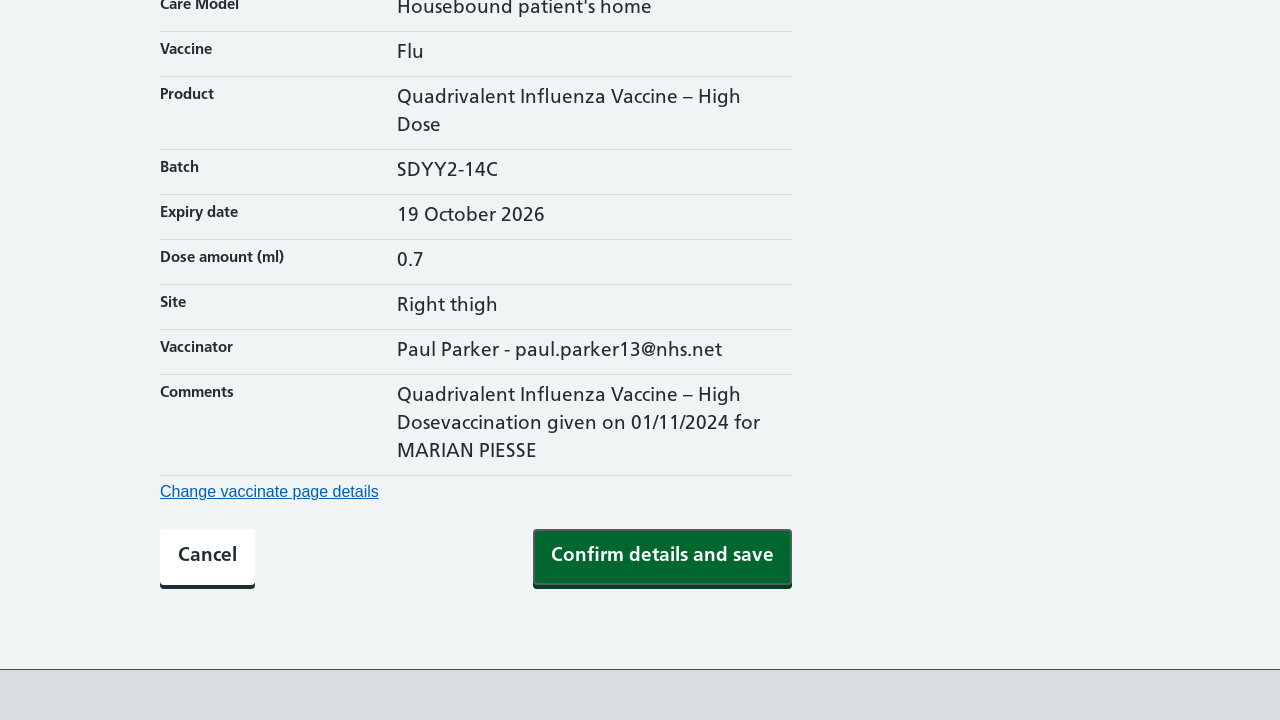 Care Model
Housebound patient's home
Vaccine
Flu
Product
Quadrivalent Influenza Vaccine – High
Dose
Batch
SDYY2-14C
Expiry date
19 October 2026
Dose amount (ml)
0.7
Site
Right thigh
Vaccinator
Paul Parker - paul.parker13@nhs.net
Comments
Quadrivalent Influenza Vaccine – High
Dosevaccination given on 01/11/2024 for
MARIAN PIESSE
Change vaccinate page details
Cancel
Confirm details and save